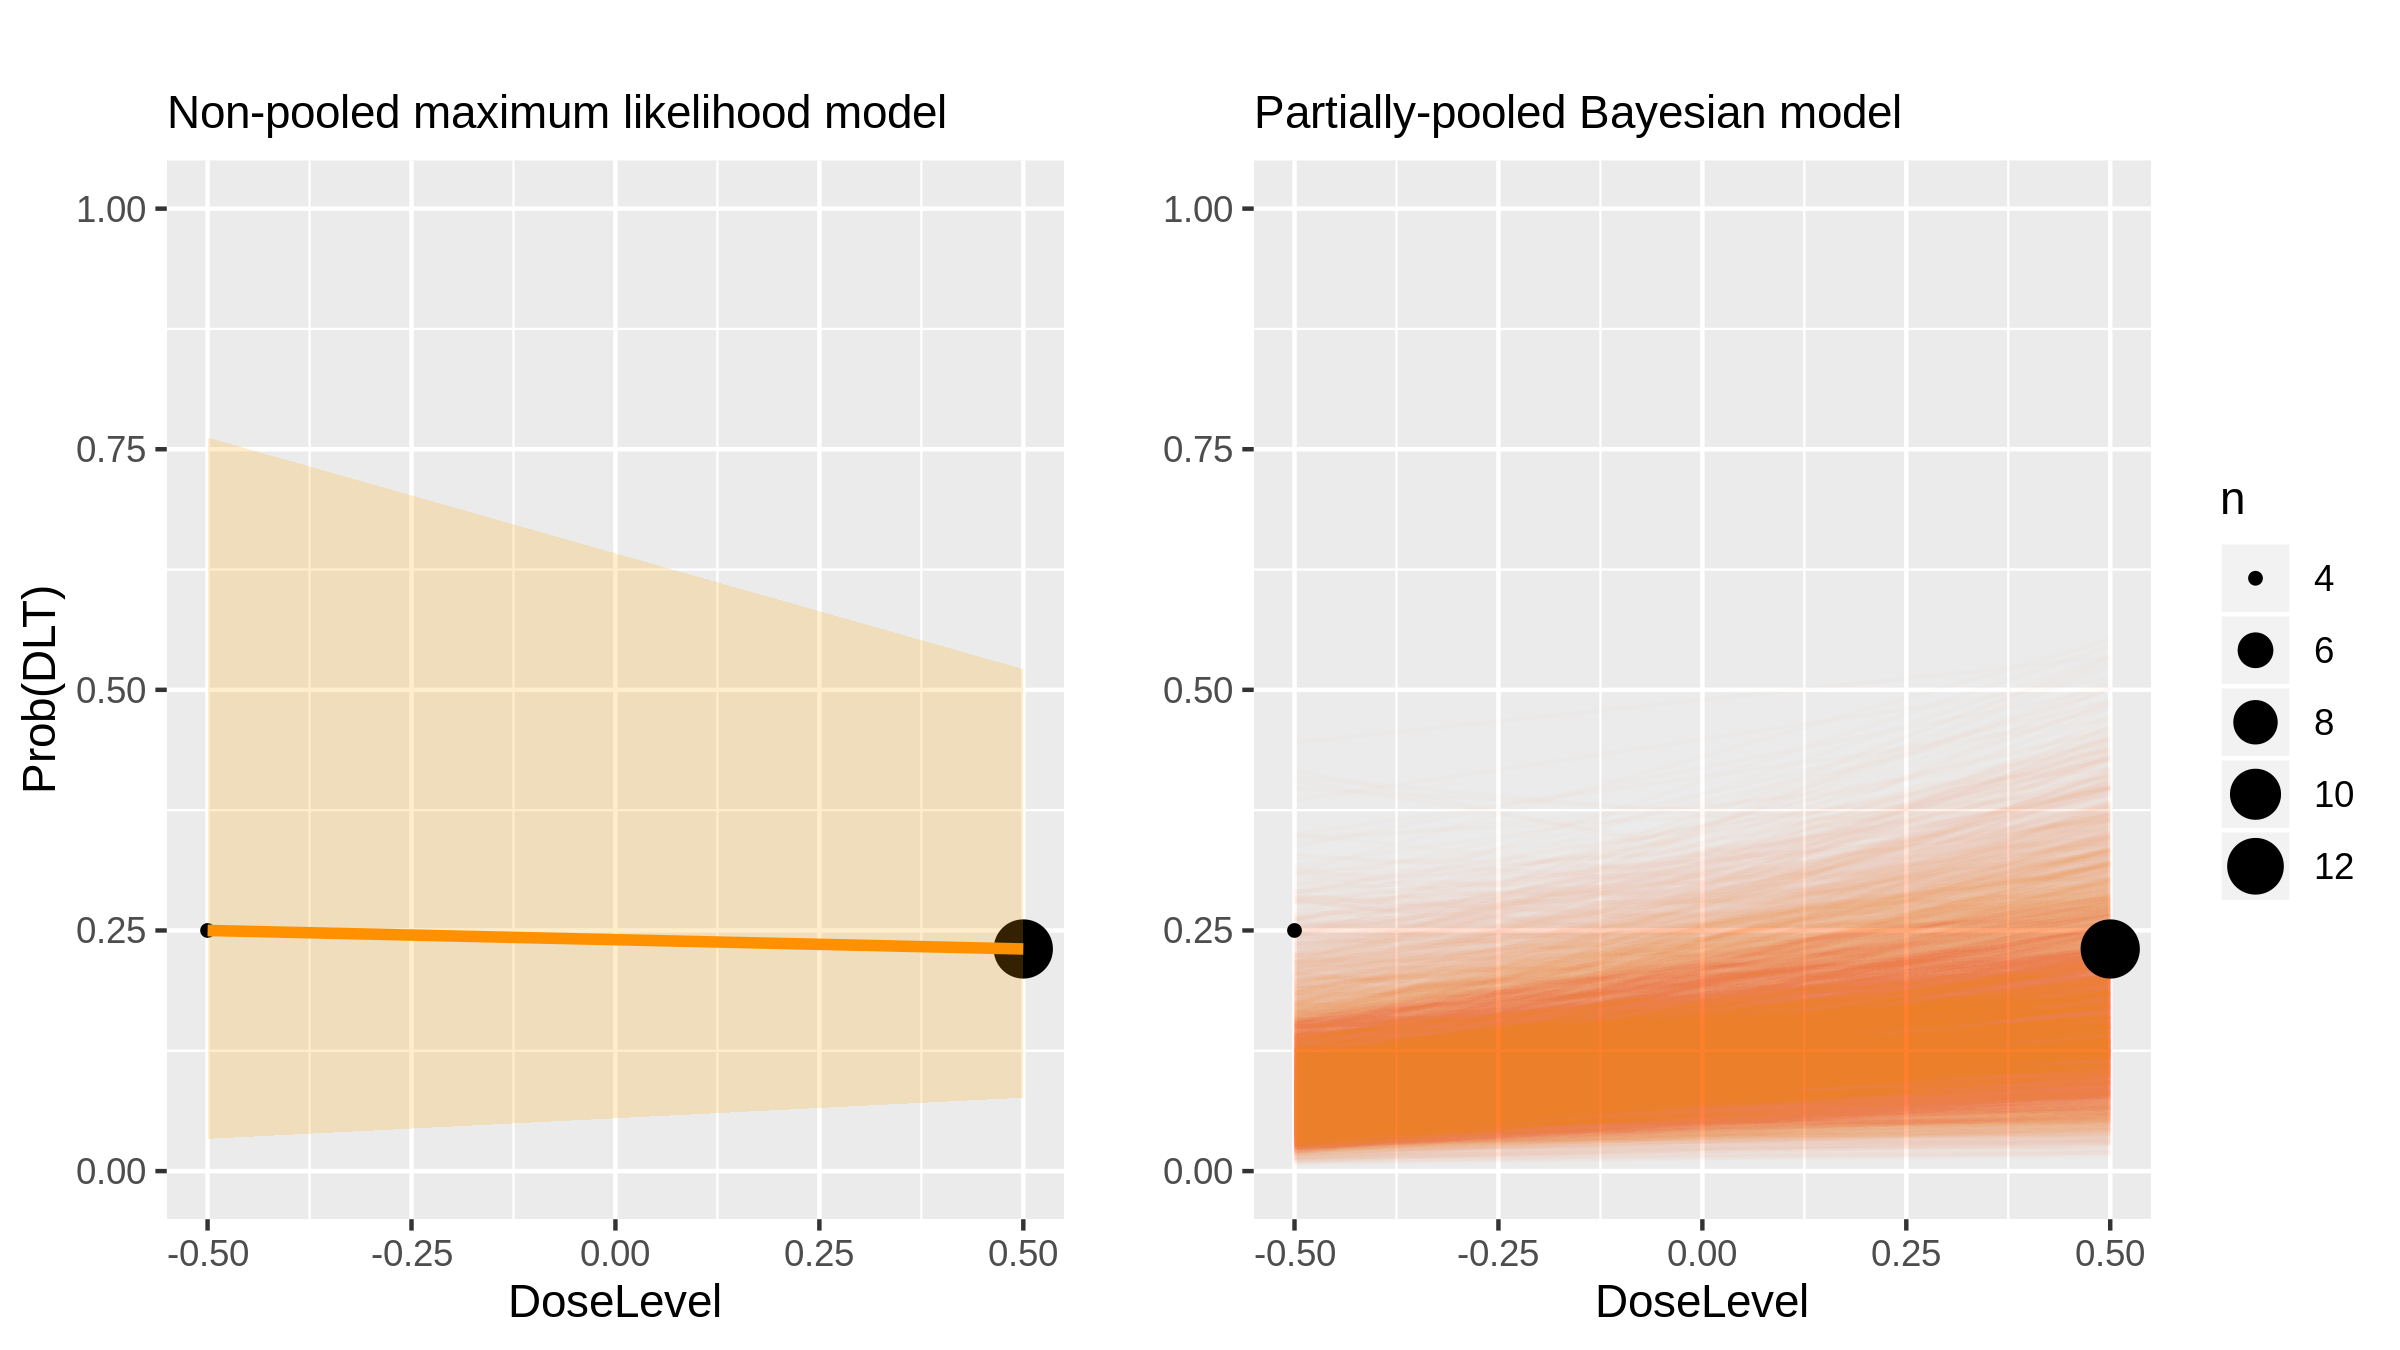 Non-pooled maximum likelihood model
Partially-pooled Bayesian model
Prob(DLT)
1.00
0.75
0.50
0.25
0.00
-0.50 -0.25 0.00 0.25 0.50
DoseLevel
1.00
0.75
0.50
0.25
0.00
-0.50 -0.25 0.00 0.25 0.50
DoseLevel
n
4
6
8
10
12